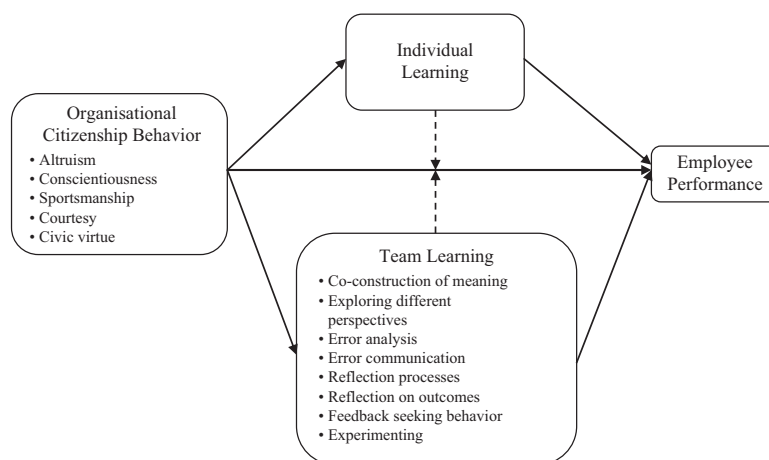 Individual
Learning
Organisational
Citizenship Behavior
• Altruism
• Conscientiousness
• Sportsmanship
• Courtesy
• Civic virtue
Employee
Performance
Team Learning
• Co-construction of meaning
• Exploring different
perspectives
• Error analysis
• Error communication
• Reflection processes
• Reflection on outcomes
• Feedback seeking behavior
• Experimenting